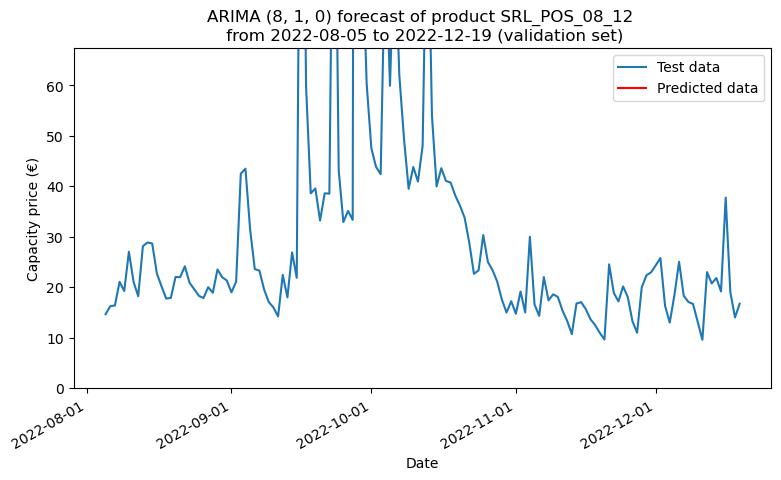 ARIMA (8, 1, 0) forecast of product SRL_POS_08_12
from 2022-08-05 to 2022-12-19 (validation set)
Test data
Predicted data
Capacity price (€)
60
50
40
30
20
10
0
2022-08-01
2022-09-01
2022-10-01
2022-11-01
2022-12-01
Date